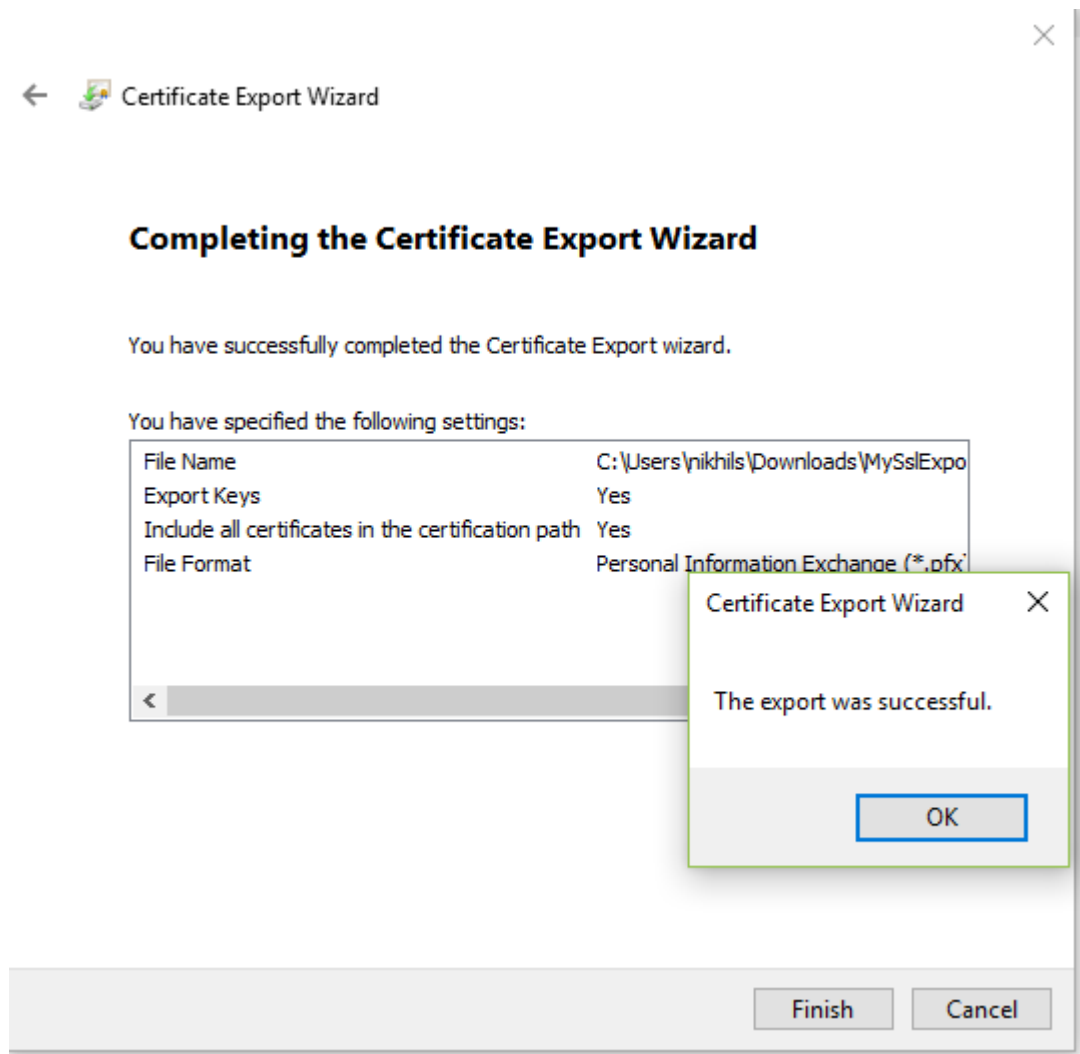 Certificate Export Wizard
Completing the Certificate Export Wizard
You have successfully completed the Certificate Export wizard.
You have specified the following settings:
File Name C:\Users\nikhils\Downloads\MySslExpo
Export Keys Yes
Include all certificates in the certification path Yes
File Format Personal Information Exchange (*.pfx)
Certificate Export Wizard
The export was successful.
OK
Finish Cancel